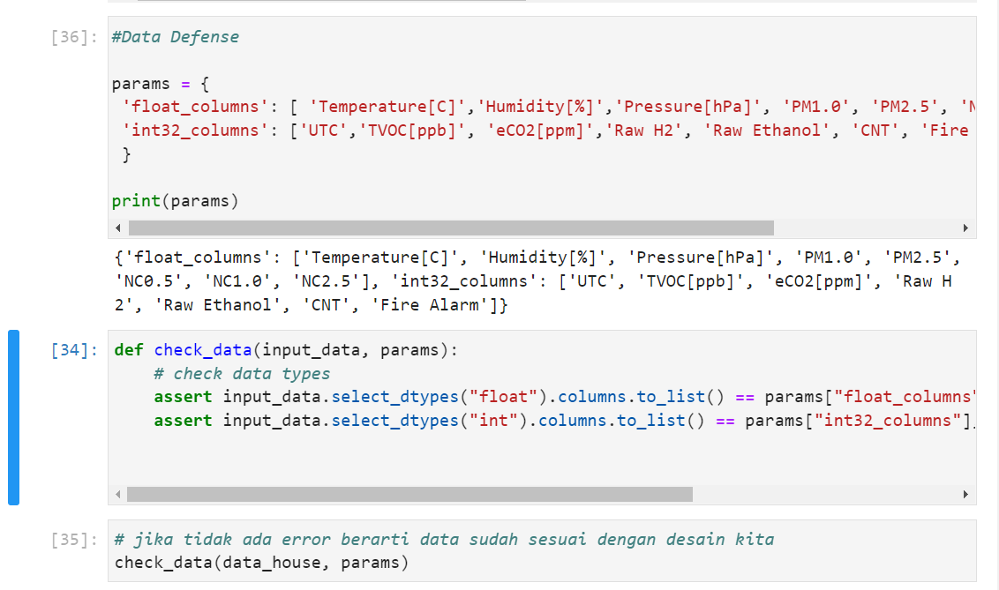 [36]: #Data Defense
params = {
'float_columns': [ 'Temperature[C]','Humidity[%]','Pressure[hPa]', 'PM1.0', 'PM2.5', 'N
'int32_columns': ['UTC','TVOC[ppb]', 'eCO2[ppm]','Raw H2', 'Raw Ethanol', 'CNT', 'Fire
}
print(params)
{'float_columns': ['Temperature[C]', 'Humidity[%]', 'Pressure[hPa]', 'PM1.0', 'PM2.5',
'NC0.5', 'NC1.0', 'NC2.5'], 'int32_columns': ['UTC', 'TVOC[ppb]', 'eCO2[ppm]', 'Raw H
2', 'Raw Ethanol', 'CNT', 'Fire Alarm']}
[34]: def check_data(input_data, params):
# check data types
assert input_data.select_dtypes("float").columns.to_list() == params["float_columns"
assert input_data.select_dtypes("int").columns.to_list() == params["int32_columns"],
[35]: # jika tidak ada error berarti data sudah sesuai dengan desain kita
check_data(data_house, params)